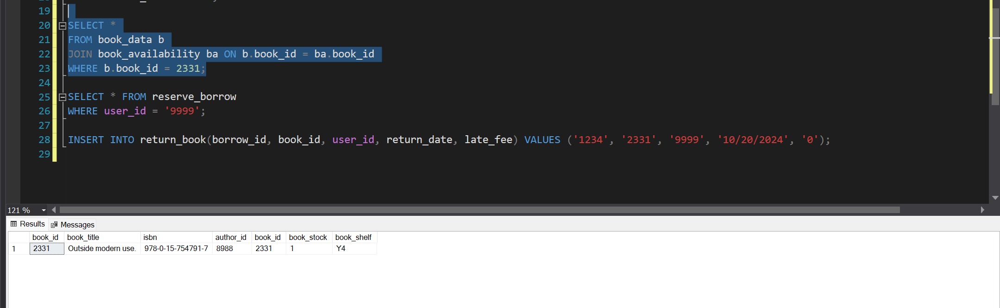 19
20 SELECT *
21 FROM book_data b
22 JOIN book_availability ba ON b.book_id = ba.book_id
23 WHERE b.book_id = 2331;
24
25 SELECT * FROM reserve_borrow
26 WHERE user_id = '9999';
27
28 INSERT INTO return_book(borrow_id, book_id, user_id, return_date, late_fee) VALUES ('1234', '2331', '9999', '10/20/2024', '0');
29
121 %
Results Messages
book_id book_title isbn author_id book_id book_stock book_shelf
1 2331 Outside modern use. 978-0-15-754791-7 8988 2331 1 Y4